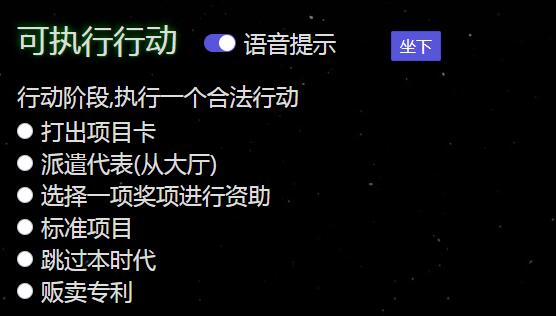 可执行行动 语音提示 坐下
行动阶段,执行一个合法行动
打出项目卡
派遣代表(从大厅)
选择一项奖项进行资助
标准项目
跳过本时代
贩卖专利